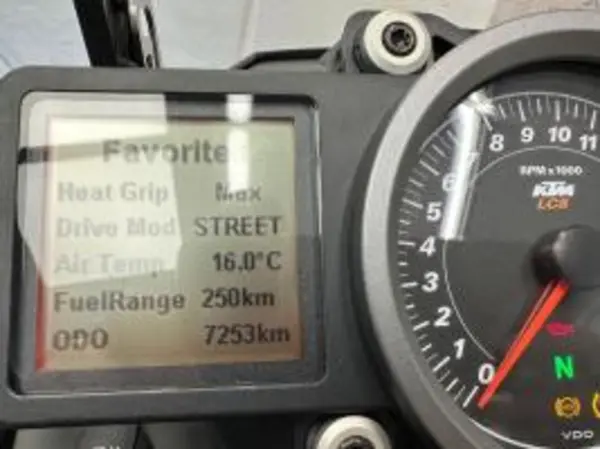 Favorites
Heat Grip Max
Drive Mod STREET
Air Temp 16.0°C
FuelRange 250km
ODO 7253km
0
1
2
3
4
5
6
7
8
9
10
11
RPM x 1000
KTM
LC8
N
VDO